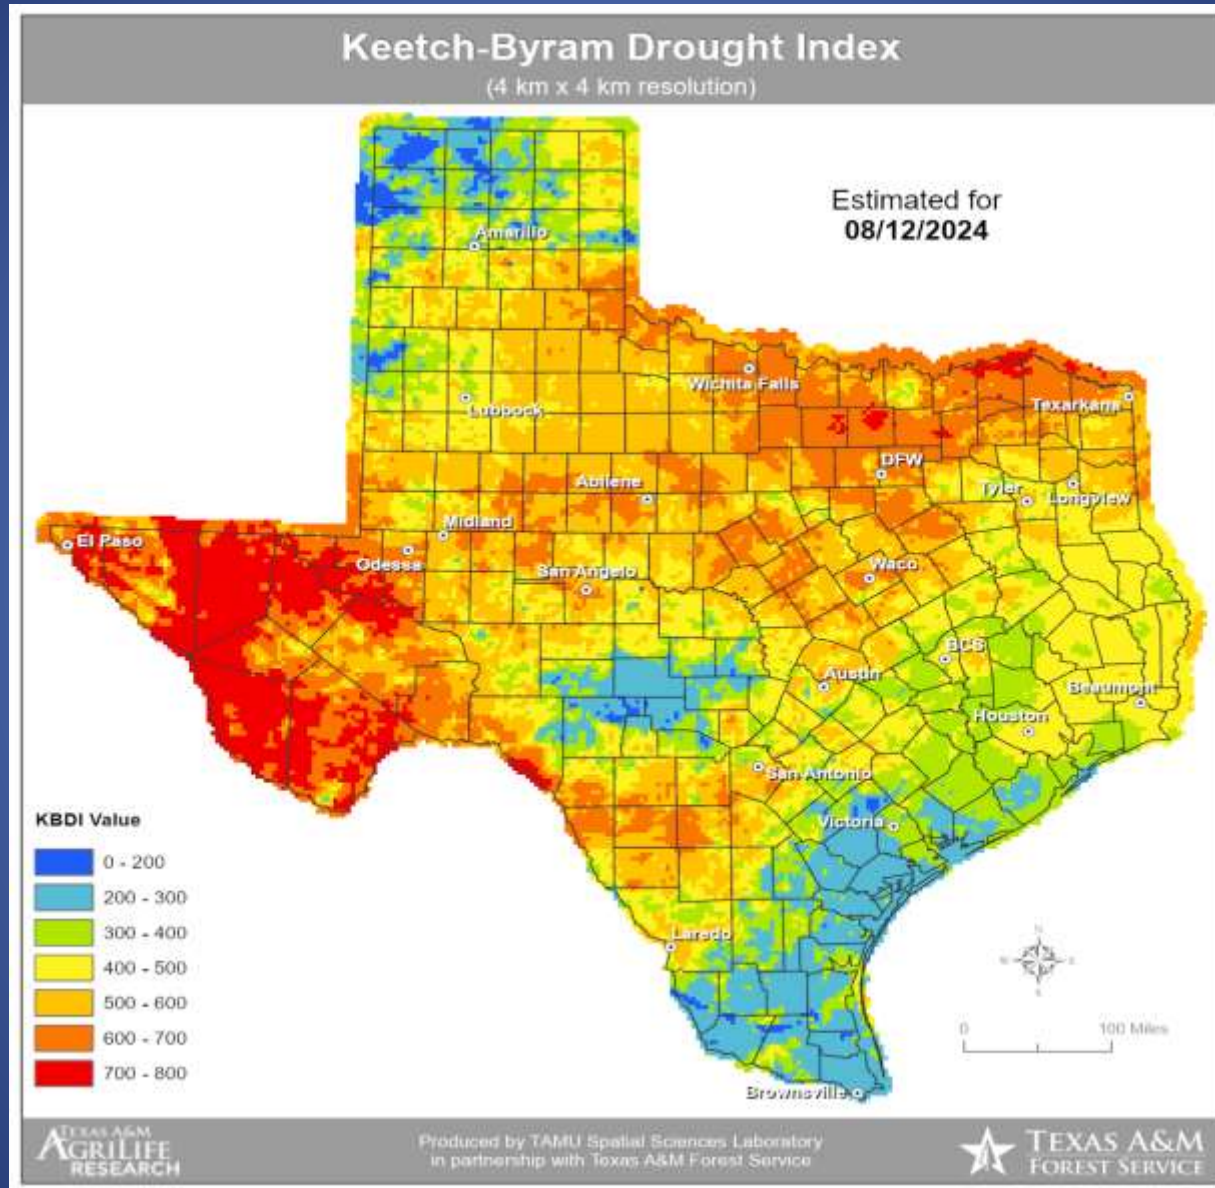 Keetch-Byram Drought Index
(4 km x 4 km resolution)
Estimated for
08/12/2024
Amarillo
Wichita Falls
Lubbock
Texarkana
DFW
Abilene
Tyler
Longview
Midland
El Paso
Odessa
San Angelo
Waco
BCS
Austin
Beaumont
Houston
San Antonio
Victoria
Laredo
Brownsville
KBDI Value
0 - 200
200 - 300
300 - 400
400 - 500
500 - 600
600 - 700
700 - 800
N
S
0 100 Miles
TEXAS A&M
AGRILIFE
RESEARCH
Produced by TAMU Spatial Sciences Laboratory
in partnership with Texas A&M Forest Service
TEXAS A&M
FOREST SERVICE